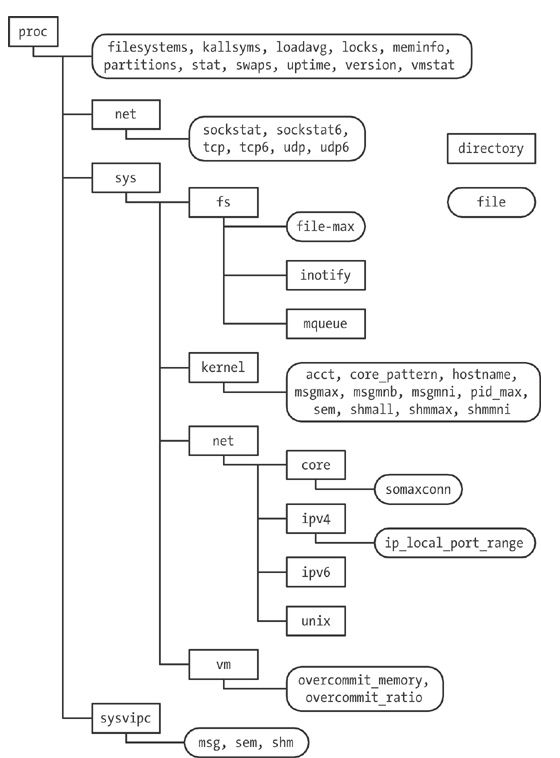 proc
filesystems, kallsyms, loadavg, locks, meminfo,
partitions, stat, swaps, uptime, version, vmstat
net
sockstat, sockstat6,
tcp, tcp6, udp, udp6
directory
sys
fs
file
file-max
inotify
mqueue
kernel
acct, core_pattern, hostname,
msgmax, msgmnb, msgmni, pid_max,
sem, shmall, shmmax, shmmni
net
core
somaxconn
ipv4
ip_local_port_range
ipv6
unix
vm
overcommit_memory,
overcommit_ratio
sysvipc
msg, sem, shm